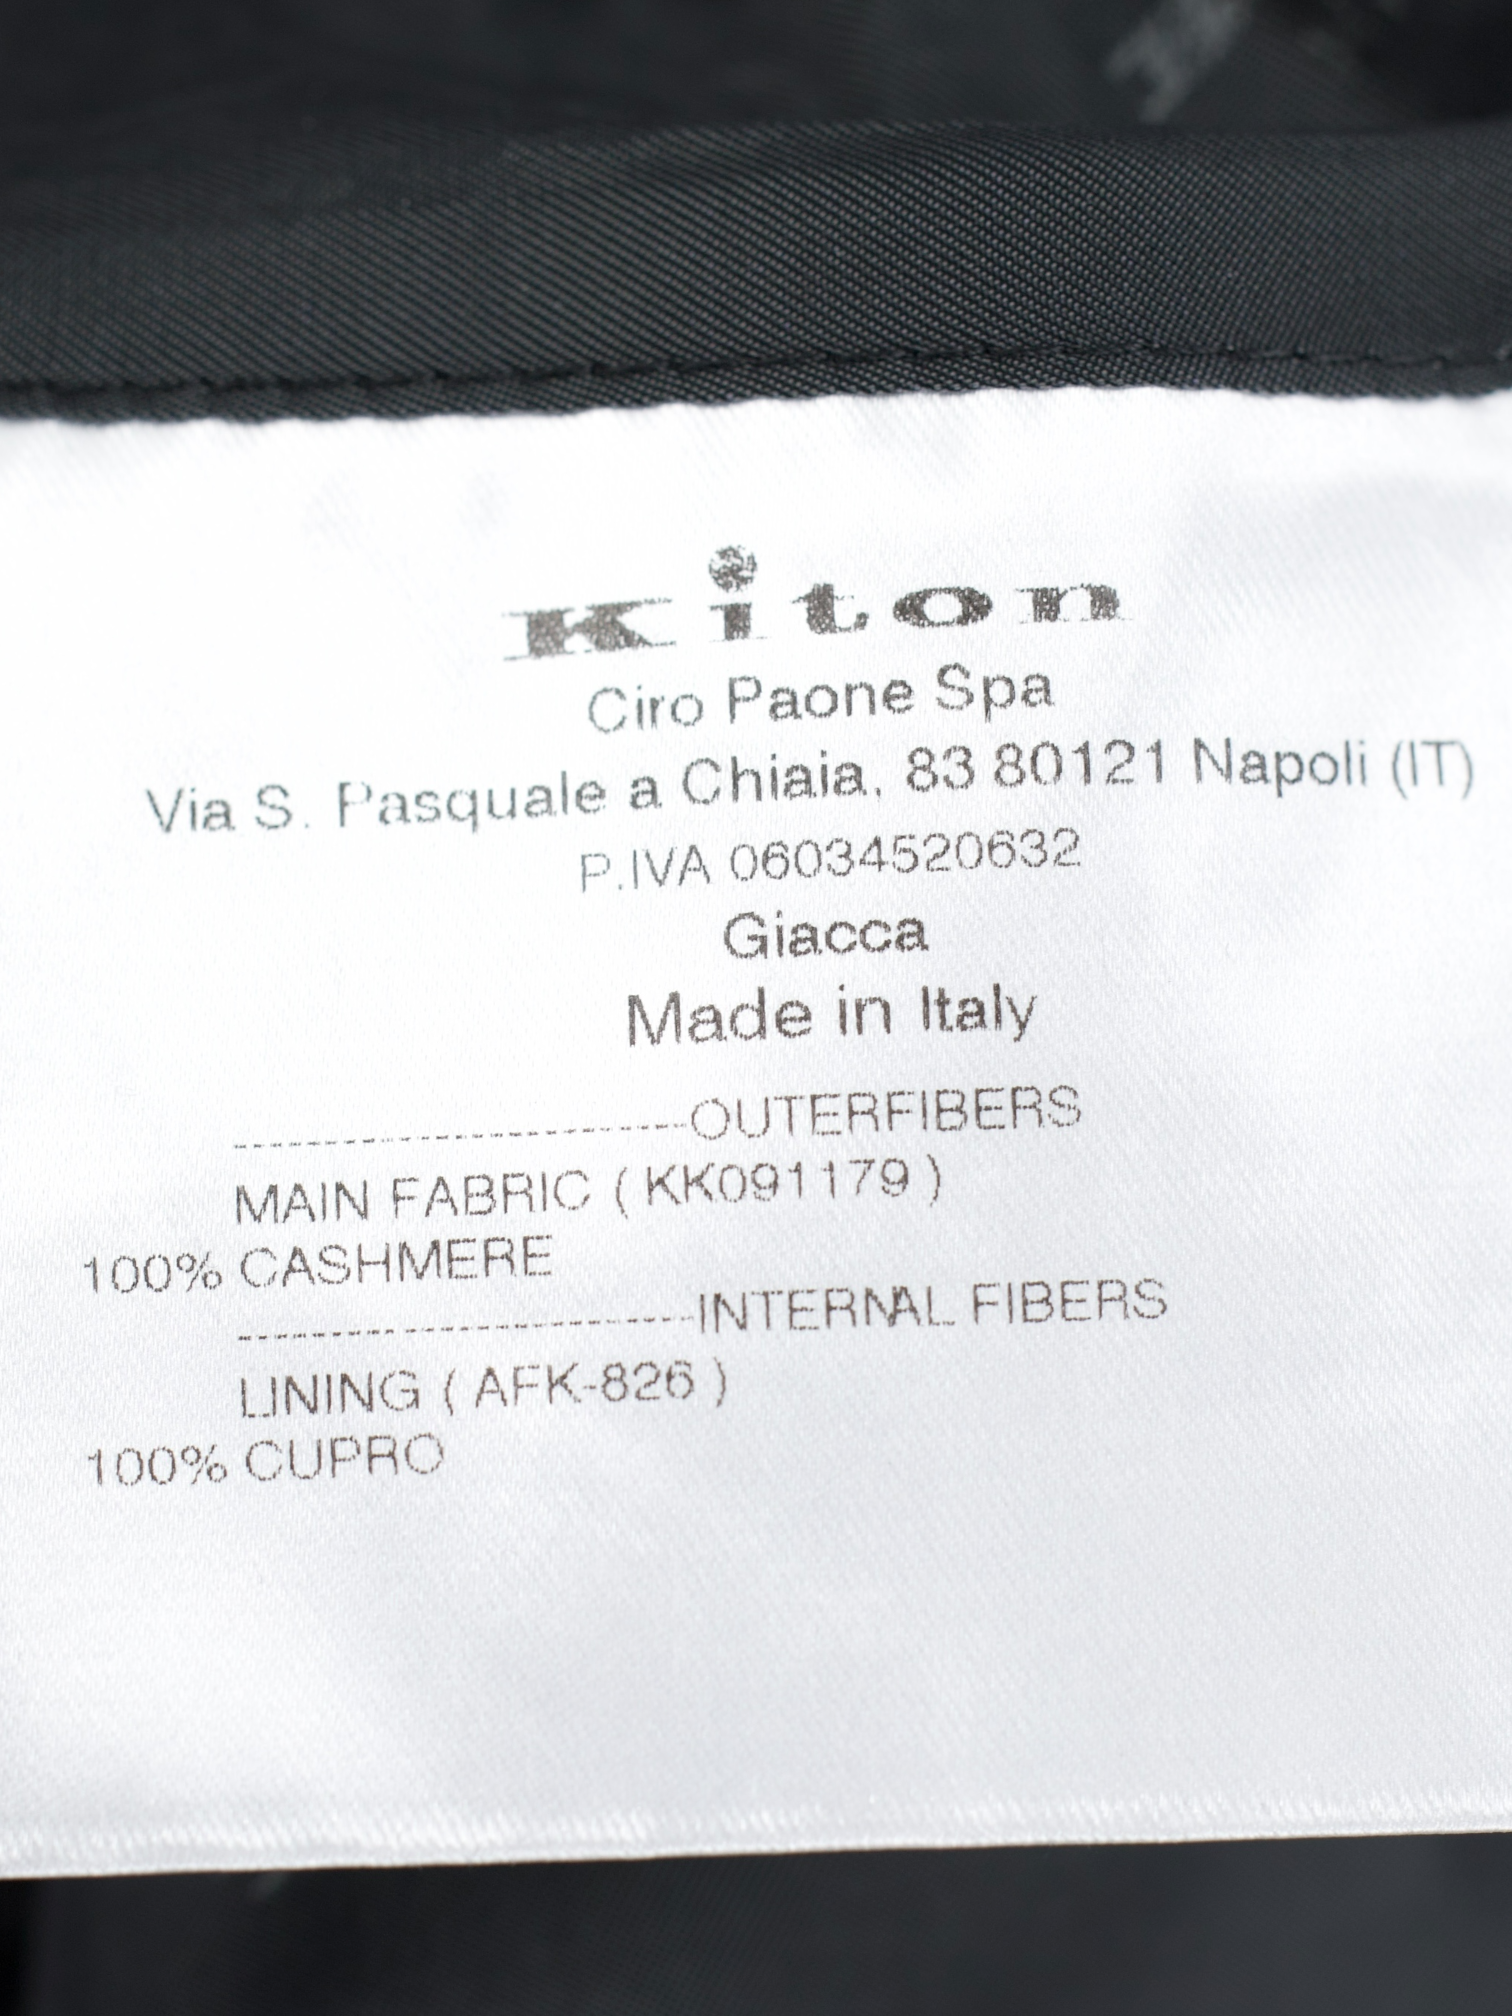 Kiton
Ciro Paone Spa
Via S. Pasquale a Chiaia, 83 80121 Napoli (IT)
P.IVA 06034520632
Giacca
Made in Italy
------------------------------OUTERFIBERS
MAIN FABRIC ( KK091179 )
100% CASHMERE
------------------------------INTERNAL FIBERS
LINING ( AFK-826 )
100% CUPRO